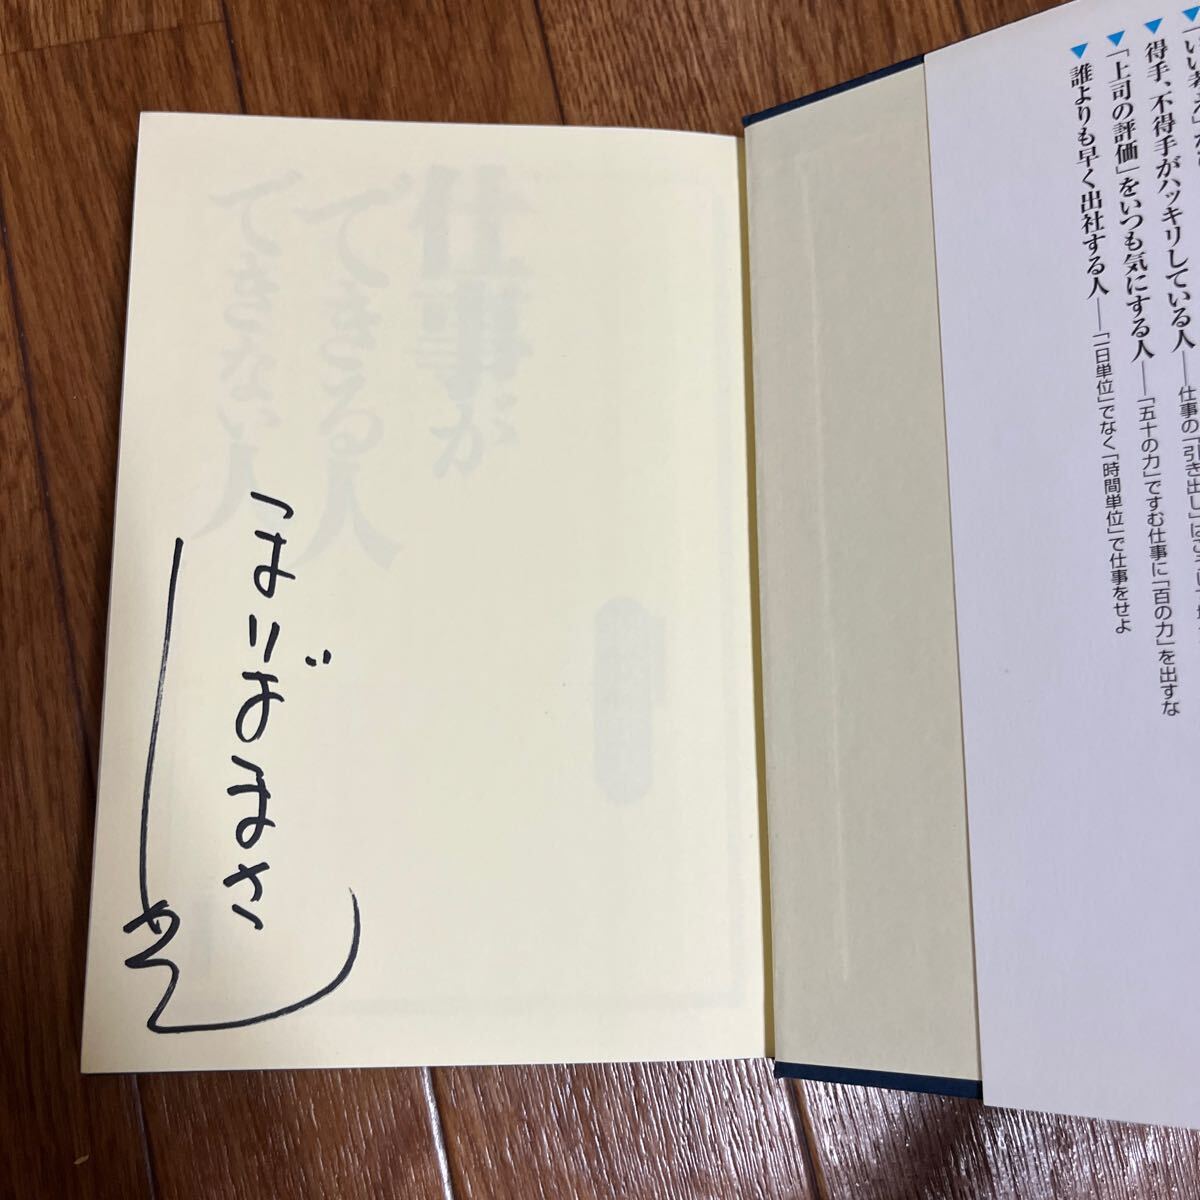 「いい考え」
得手、不得手がハッキリしている人――仕事の「引き出し」は
「上司の評価」をいつも気にする人――「五十の力」ですむ仕事に「百の力」を出すな
誰よりも早く出社する人――「一日単位」でなく「時間単位」で仕事をせよ
仕事が
できる人
できない人
ほりばまさ